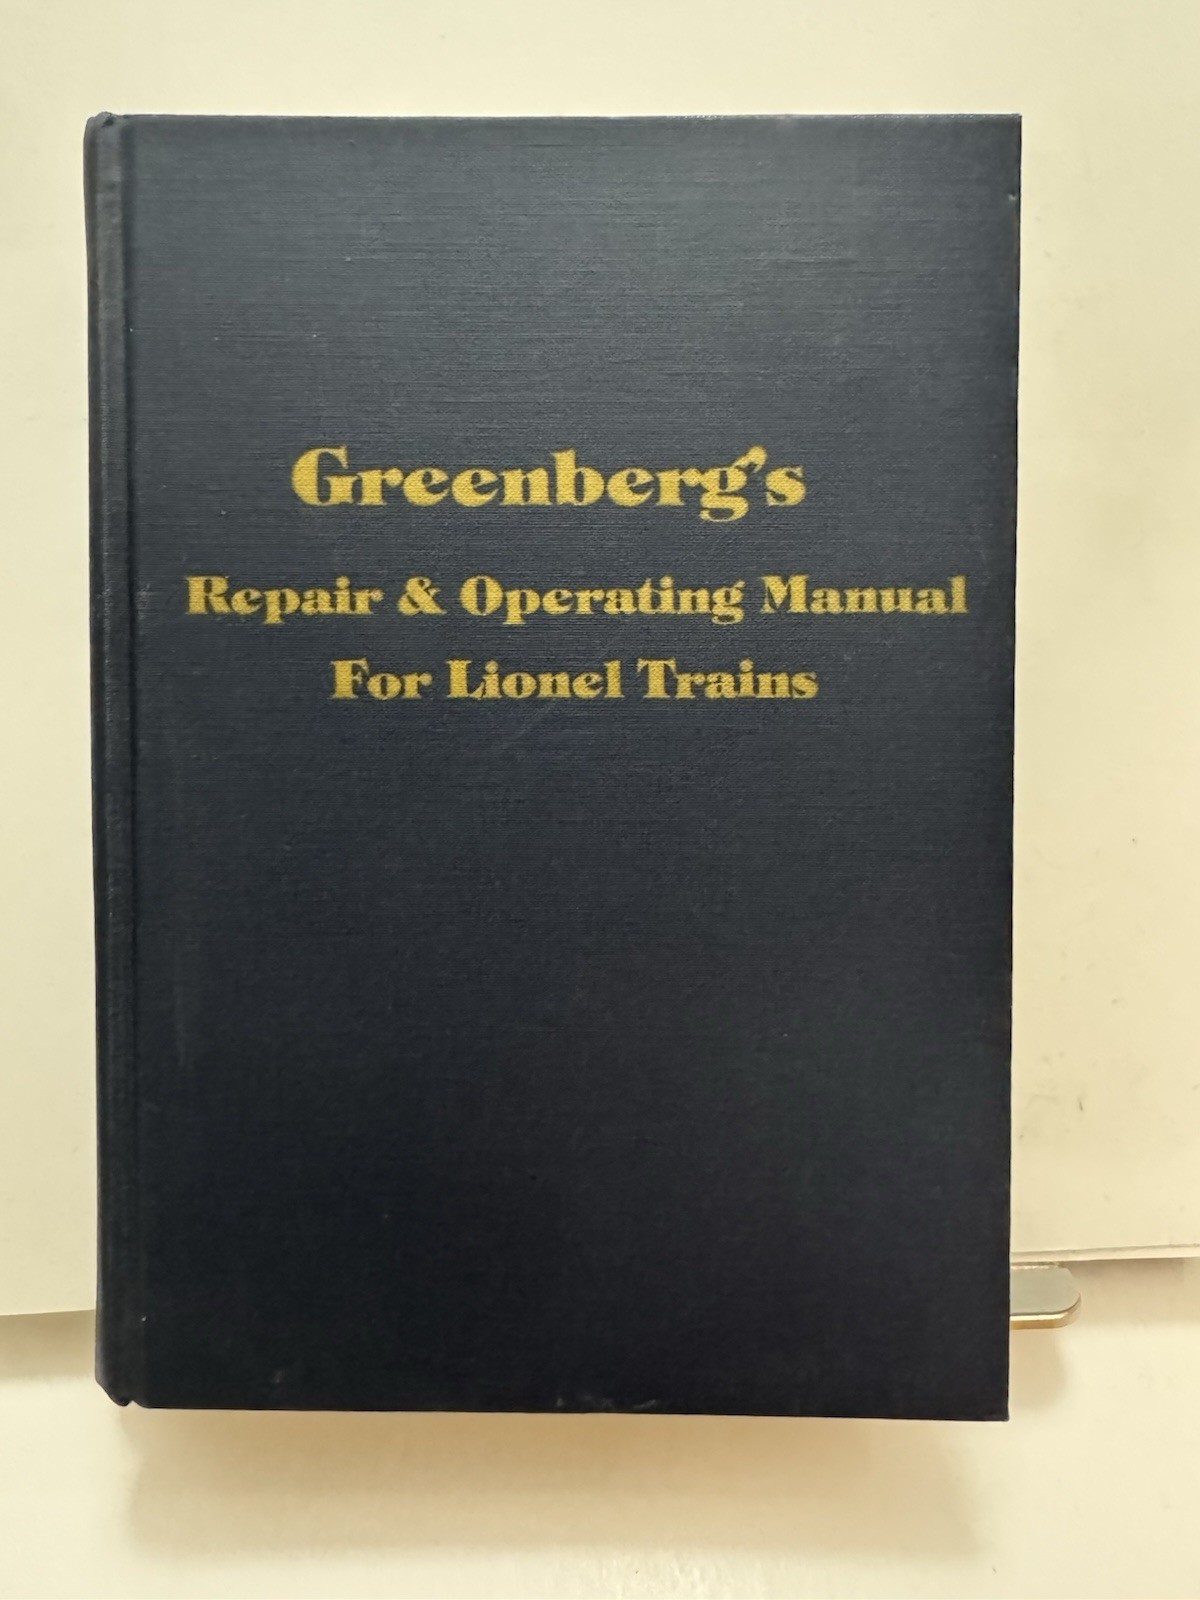 Greenberg's
Repair & Operating Manual
For Lionel Trains